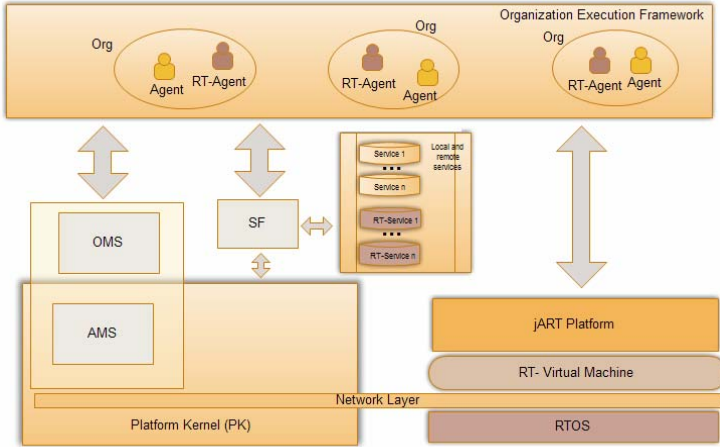 Organization Execution Framework
Org
Agent
RT-Agent
Org
RT-Agent
Agent
Org
RT-Agent
Agent
Service 1
...
Service n
RT-Service 1
...
RT-Service n
Local and
remote
services
OMS
SF
AMS
Platform Kernel (PK)
jART Platform
RT- Virtual Machine
Network Layer
RTOS